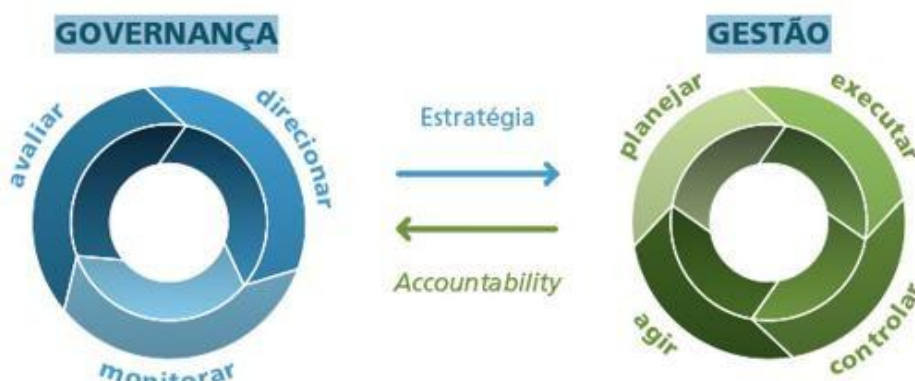 GOVERNANÇA
GESTÃO
avaliar
direcionar
monitorar
Estratégia
Accountability
planejar
executar
controlar
agir